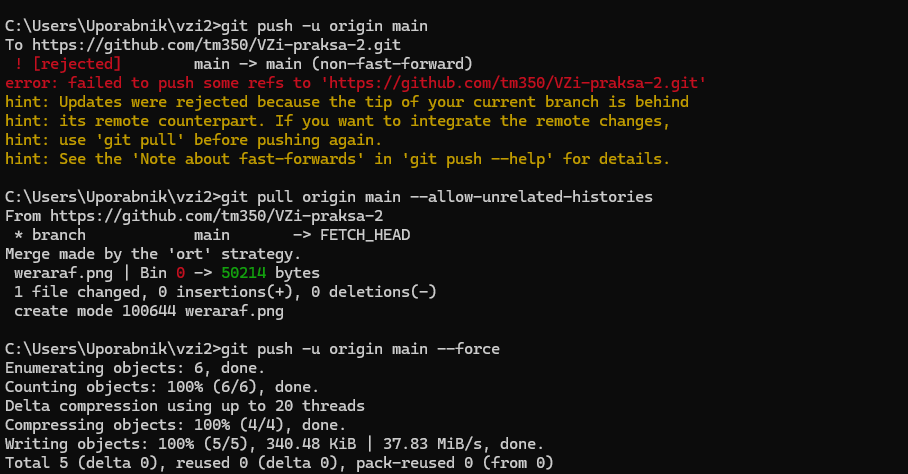 C:\Users\Uporabnik\vzi2>git push -u origin main
To https://github.com/tm350/VZi-praksa-2.git
 ! [rejected]        main -> main (non-fast-forward)
error: failed to push some refs to 'https://github.com/tm350/VZi-praksa-2.git'
hint: Updates were rejected because the tip of your current branch is behind
hint: its remote counterpart. If you want to integrate the remote changes,
hint: use 'git pull' before pushing again.
hint: See the 'Note about fast-forwards' in 'git push --help' for details.
C:\Users\Uporabnik\vzi2>git pull origin main --allow-unrelated-histories
From https://github.com/tm350/VZi-praksa-2
 * branch            main       -> FETCH_HEAD
Merge made by the 'ort' strategy.
 weraraf.png | Bin 0 -> 50214 bytes
 1 file changed, 0 insertions(+), 0 deletions(-)
 create mode 100644 weraraf.png
C:\Users\Uporabnik\vzi2>git push -u origin main --force
Enumerating objects: 6, done.
Counting objects: 100% (6/6), done.
Delta compression using up to 20 threads
Compressing objects: 100% (4/4), done.
Writing objects: 100% (5/5), 340.48 KiB | 37.83 MiB/s, done.
Total 5 (delta 0), reused 0 (delta 0), pack-reused 0 (from 0)